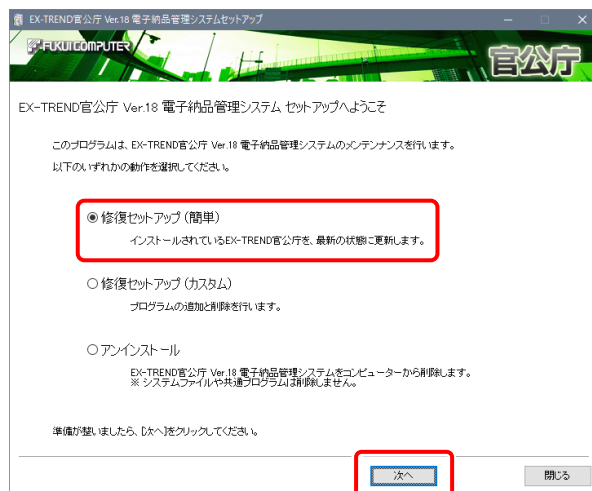 EX-TREND官公庁 Ver.18 電子納品管理システムセットアップ
FUKUI COMPUTER
官公庁
EX-TREND官公庁 Ver.18 電子納品管理システム セットアップへようこそ
このプログラムは、EX-TREND官公庁 Ver.18 電子納品管理システムのメンテナンスを行います。
以下のいずれかの動作を選択してください。
修復セットアップ（簡単）
インストールされているEX-TREND官公庁を、最新の状態に更新します。
修復セットアップ（カスタム）
プログラムの追加と削除を行います。
アンインストール
EX-TREND官公庁 Ver.18 電子納品管理システムをコンピューターから削除します。
※ システムファイルや共通プログラムは削除しません。
準備が整いましたら、[次へ]をクリックしてください。
次へ 閉じる